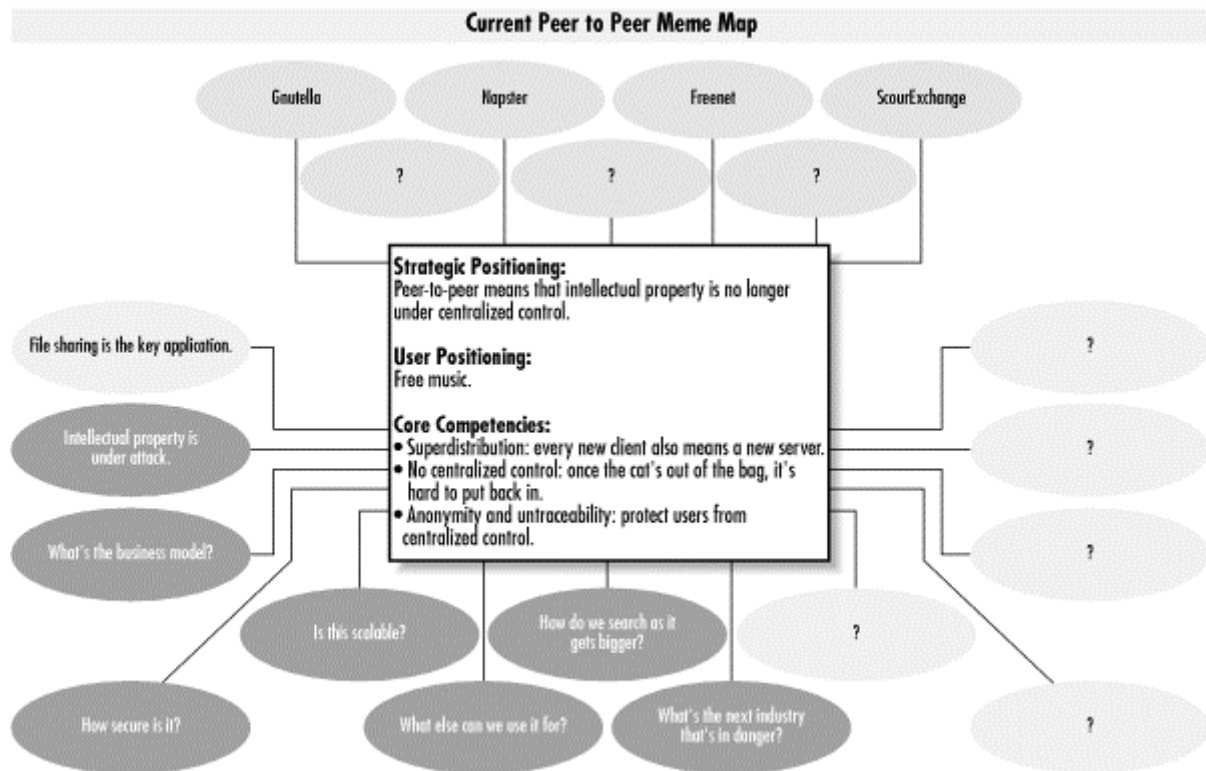 Current Peer to Peer Meme Map
Gnutella
Napster
Freenet
ScourExchange
?
?
?
Strategic Positioning:
Peer-to-peer means that intellectual property is no longer
under centralized control.
User Positioning:
Free music.
Core Competencies:
• Superdistribution: every new client also means a new server.
• No centralized control: once the cat's out of the bag, it's
hard to put back in.
• Anonymity and untraceability: protect users from
centralized control.
File sharing is the key application.
Intellectual property is
under attack.
What's the business model?
?
?
?
Is this scalable?
How do we search as it
gets bigger?
?
How secure is it?
What else can we use it for?
What's the next industry
that's in danger?
?